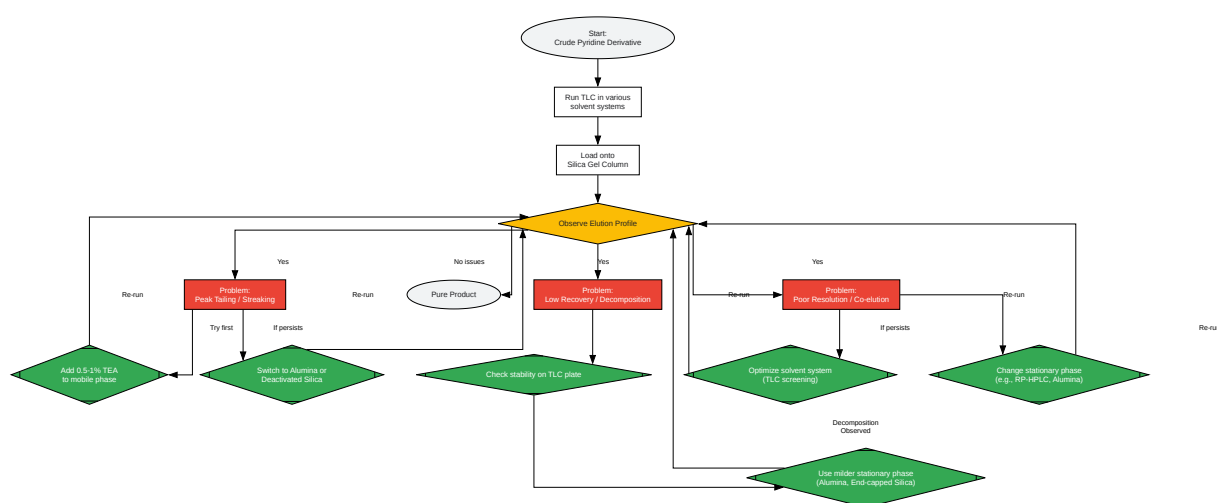 Start:
Crude Pyridine Derivative
Run TLC in various
solvent systems
Load onto
Silica Gel Column
Observe Elution Profile
Yes
No issues
Yes
Yes
Problem:
Peak Tailing / Streaking
Re-run
Re-run
Pure Product
Problem:
Low Recovery / Decomposition
Re-run
Problem:
Poor Resolution / Co-elution
Re-run
Try first
If persists
If persists
Re-ru
Add 0.5-1% TEA
to mobile phase
Switch to Alumina or
Deactivated Silica
Check stability on TLC plate
Optimize solvent system
(TLC screening)
Change stationary phase
(e.g., RP-HPLC, Alumina)
Decomposition
Observed
Use milder stationary phase
(Alumina, End-capped Silica)